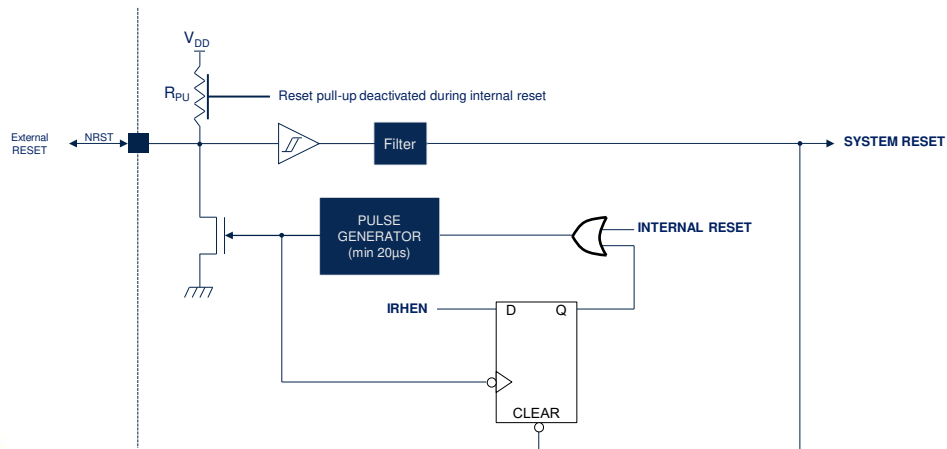 VDD
RPU
Reset pull-up deactivated during internal reset
External
RESET
NRST
Filter
SYSTEM RESET
PULSE
GENERATOR
(min 20µs)
INTERNAL RESET
IRHEN
D
Q
CLEAR